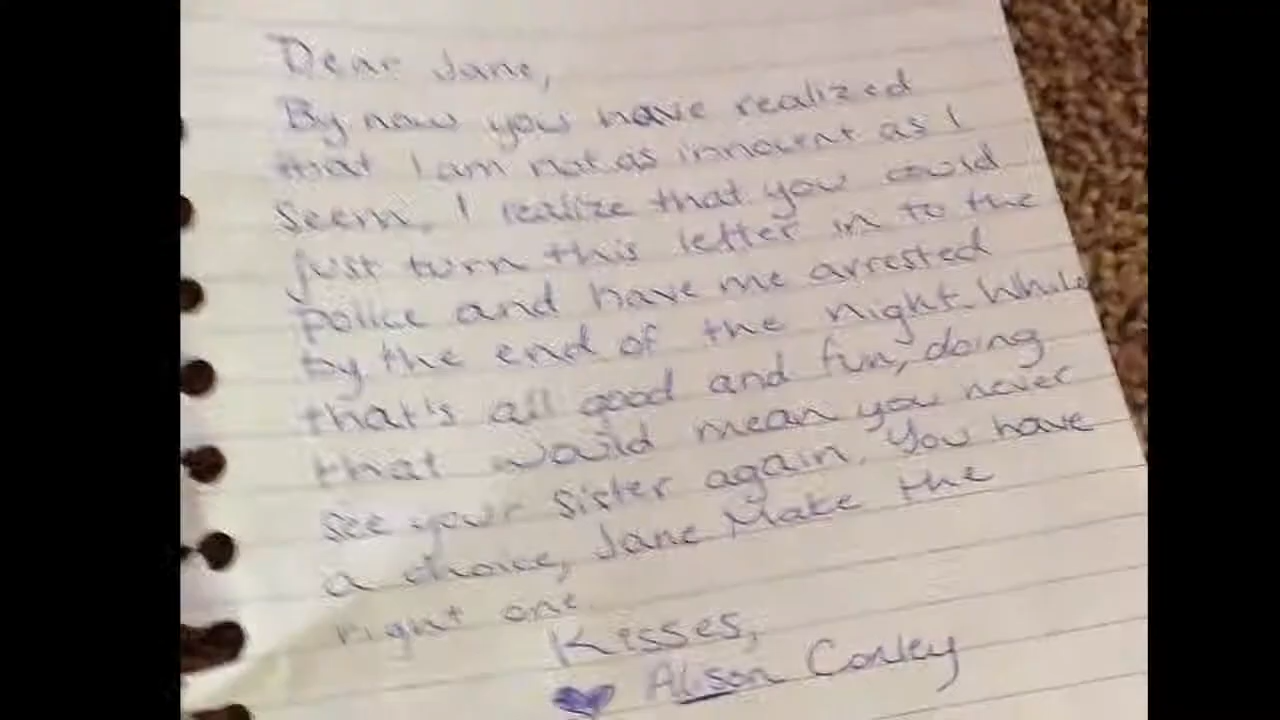 Dear Jane,
By now you have realized
that I am not as innocent as I
seem. I realize that you could
just turn this letter in to the
police and have me arrested
by the end of the night. While
that's all good and fun, doing
that would mean you never
see your sister again. You have
a choice, Jane Make the
right one
Kisses,
Alison Conley